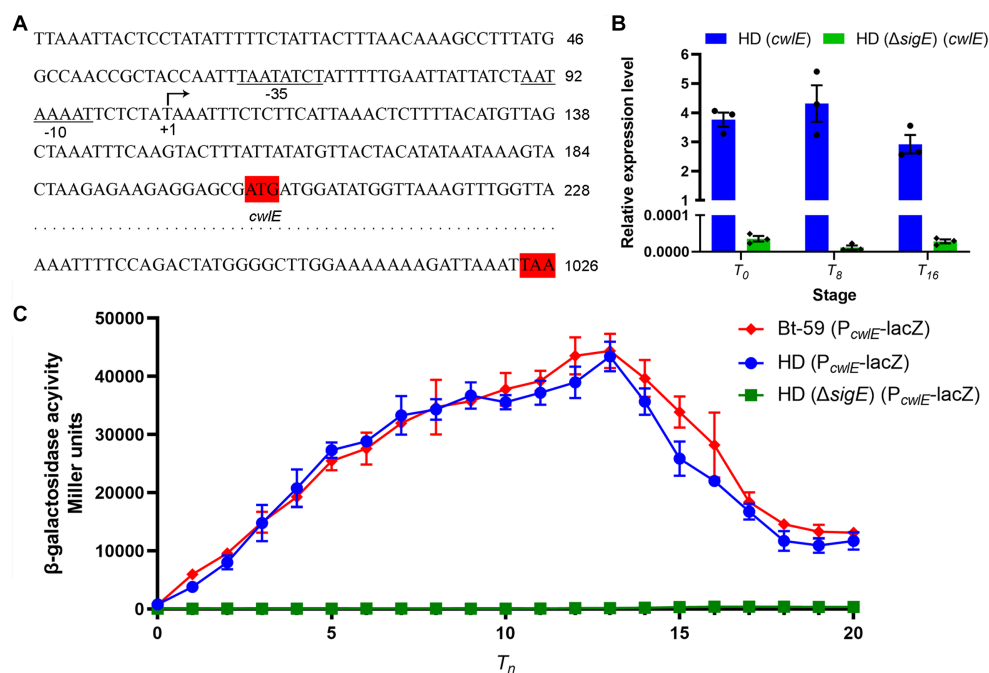 A
TTAAATTACTCCTATATTTTTCTATTACTTTAACAAAGCCTTTATG 46
GCCAACCGCTACCAATTTAATATCTATTTTTGAATTATTATCTAAT 92
-35
AAAATTCTCTATAAATTTCTCTTCATTAAACTCTTTTACATGTTAG 138
-10 +1
CTAAATTTCAAGTACTTTATTATATGTTACTACATATAATAAAGTA 184
CTAAGAGAAGAGGAGCGATGATGGATATGGTTAAAGTTTGGTTA 228
cwlE
AAATTTTCCAGACTATGGGGCTTGGAAAAAAAGATTAAATTAA 1026
B
HD (cwlE) HD (ΔsigE) (cwlE)
Relative expression level
6
5
4
3
2
1
0.0001
0.0000
T0 T8 T16
Stage
C
Bt-59 (PcwlE-lacZ)
HD (PcwlE-lacZ)
HD (ΔsigE) (PcwlE-lacZ)
β-galactosidase acyivity
Miller units
50000
40000
30000
20000
10000
0
0 5 10 15 20
Tn